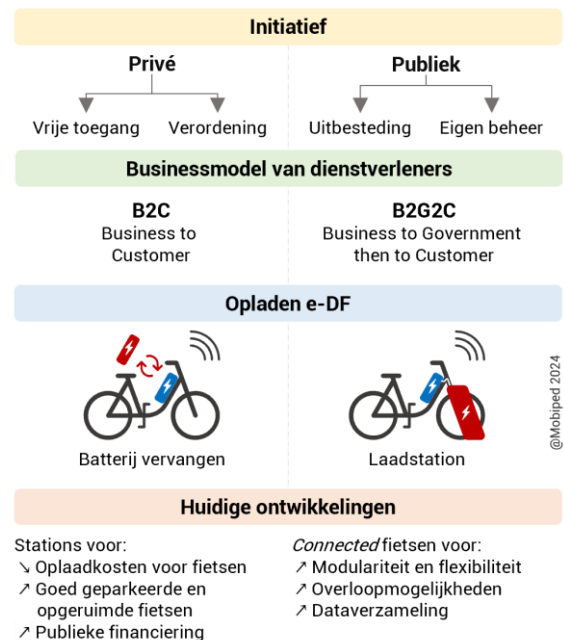 Initiatief
Privé
Publiek
Vrije toegang
Verordening
Uitbesteding
Eigen beheer
Businessmodel van dienstverleners
B2C
Business to
Customer
B2G2C
Business to Government
then to Customer
Opladen e-DF
Batterij vervangen
Laadstation
@Mobiped 2024
Huidige ontwikkelingen
Stations voor:
↘ Oplaadkosten voor fietsen
↗ Goed geparkeerde en
opgeruimde fietsen
↗ Publieke financiering
Connected fietsen voor:
↗ Modulariteit en flexibiliteit
↗ Overloopmogelijkheden
↗ Dataverzameling